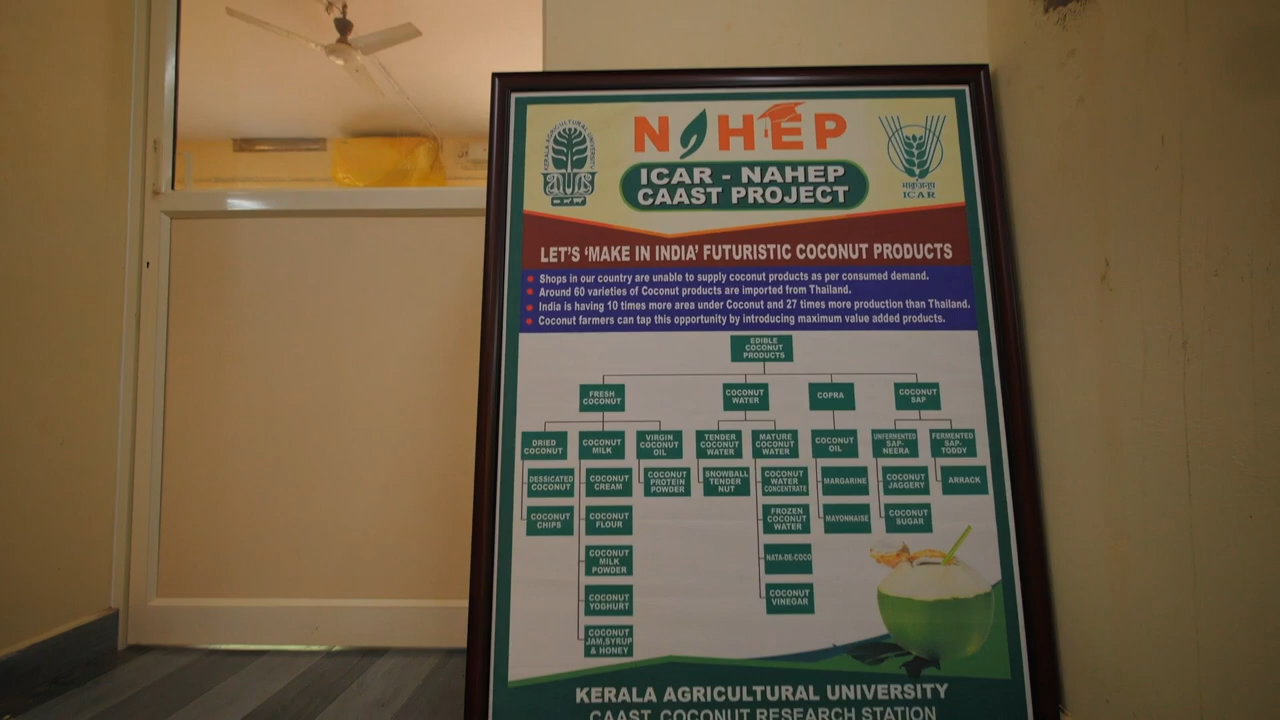 KERALA AGRICULTURAL UNIVERSITY
NAHEP
ICAR - NAHEP
CAAST PROJECT
भाकृअनुप
ICAR
LET'S 'MAKE IN INDIA' FUTURISTIC COCONUT PRODUCTS
Shops in our country are unable to supply coconut products as per consumed demand.
Around 60 varieties of Coconut products are imported from Thailand.
India is having 10 times more area under Coconut and 27 times more production than Thailand.
Coconut farmers can tap this opportunity by introducing maximum value added products.
EDIBLE
COCONUT
PRODUCTS
FRESH
COCONUT
COCONUT
WATER
COPRA
COCONUT
SAP
DRIED
COCONUT
COCONUT
MILK
VIRGIN
COCONUT
OIL
TENDER
COCONUT
WATER
MATURE
COCONUT
WATER
COCONUT
OIL
UNFERMENTED
SAP-
NEERA
FERMENTED
SAP-
TODDY
DESSICATED
COCONUT
COCONUT
CREAM
COCONUT
PROTEIN
POWDER
SNOWBALL
TENDER
NUT
COCONUT
WATER
CONCENTRATE
MARGARINE
COCONUT
JAGGERY
ARRACK
COCONUT
CHIPS
COCONUT
FLOUR
FROZEN
COCONUT
WATER
MAYONNAISE
COCONUT
SUGAR
COCONUT
MILK
POWDER
NATA-DE-COCO
COCONUT
YOGHURT
COCONUT
VINEGAR
COCONUT
JAM,SYRUP
& HONEY
KERALA AGRICULTURAL UNIVERSITY
CAAST, COCONUT RESEARCH STATION